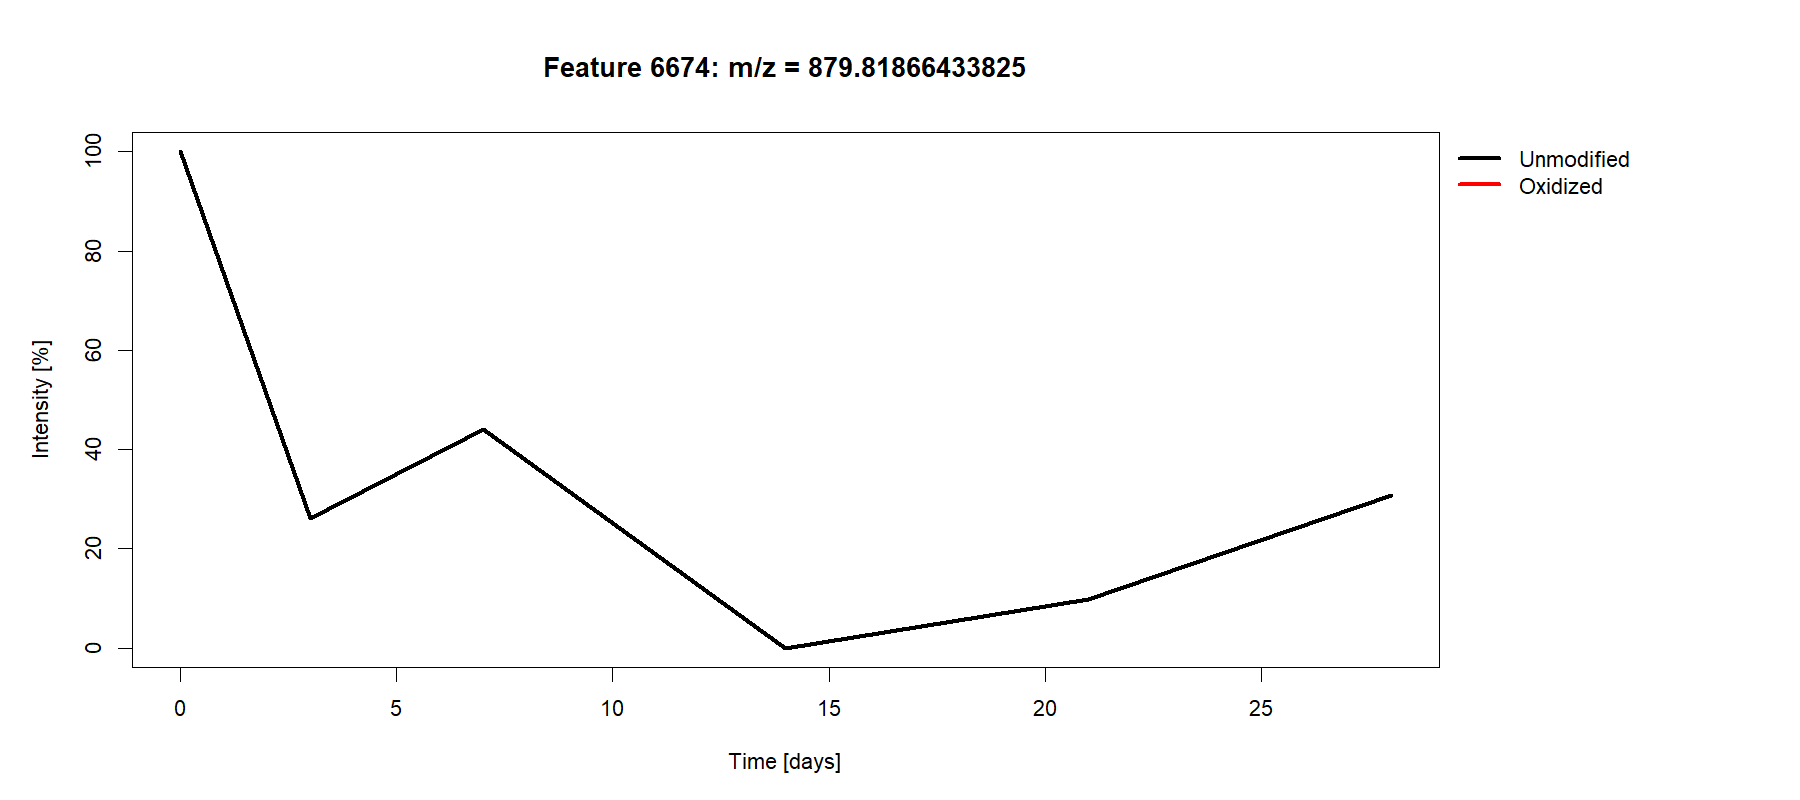 Feature 6674: m/z = 879.81866433825
Unmodified
Oxidized
Intensity [%]
100
80
60
40
20
0
0 5 10 15 20 25
Time [days]